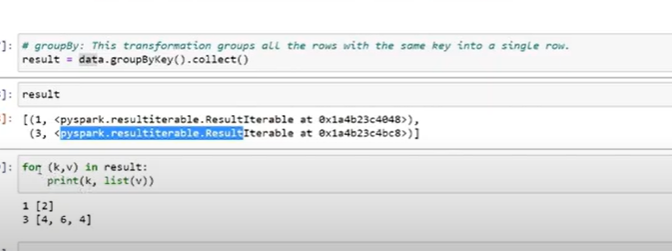 ]: # groupBy: This transformation groups all the rows with the same key into a single row.
result = data.groupByKey().collect()
]: result
]: [(1, <pyspark.resultiterable.ResultIterable at 0x1a4b23c4048>),
(3, <pyspark.resultiterable.ResultIterable at 0x1a4b23c4bc8>)]
]: for (k,v) in result:
print(k, list(v))
1 [2]
3 [4, 6, 4]